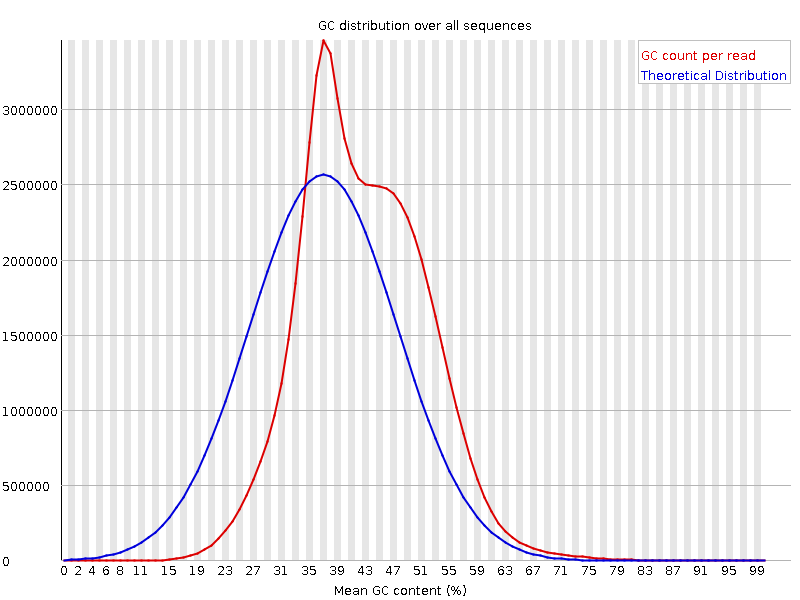 GC distribution over all sequences
GC count per read
Theoretical Distribution
3000000
2500000
2000000
1500000
1000000
500000
0
0 2 4 6 8 11 15 19 23 27 31 35 39 43 47 51 55 59 63 67 71 75 79 83 87 91 95 99
Mean GC content (%)